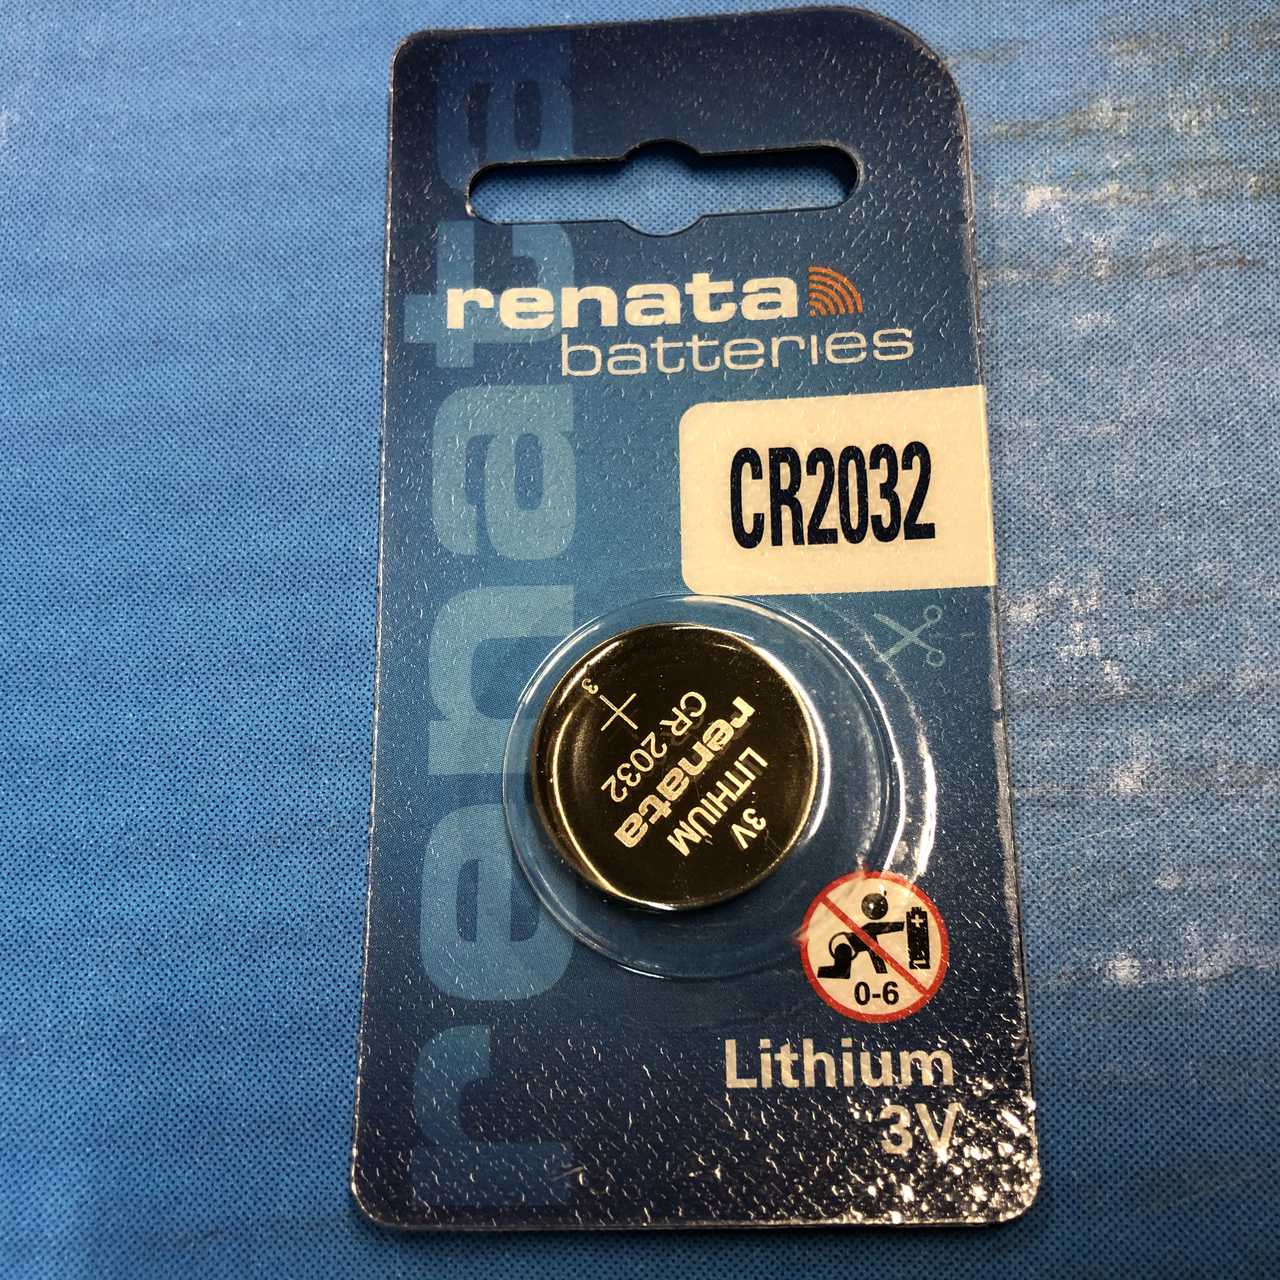 renata
renata
batteries
CR2032
3
CR 2032
renata
LITHIUM
3V
0-6
Lithium
3V